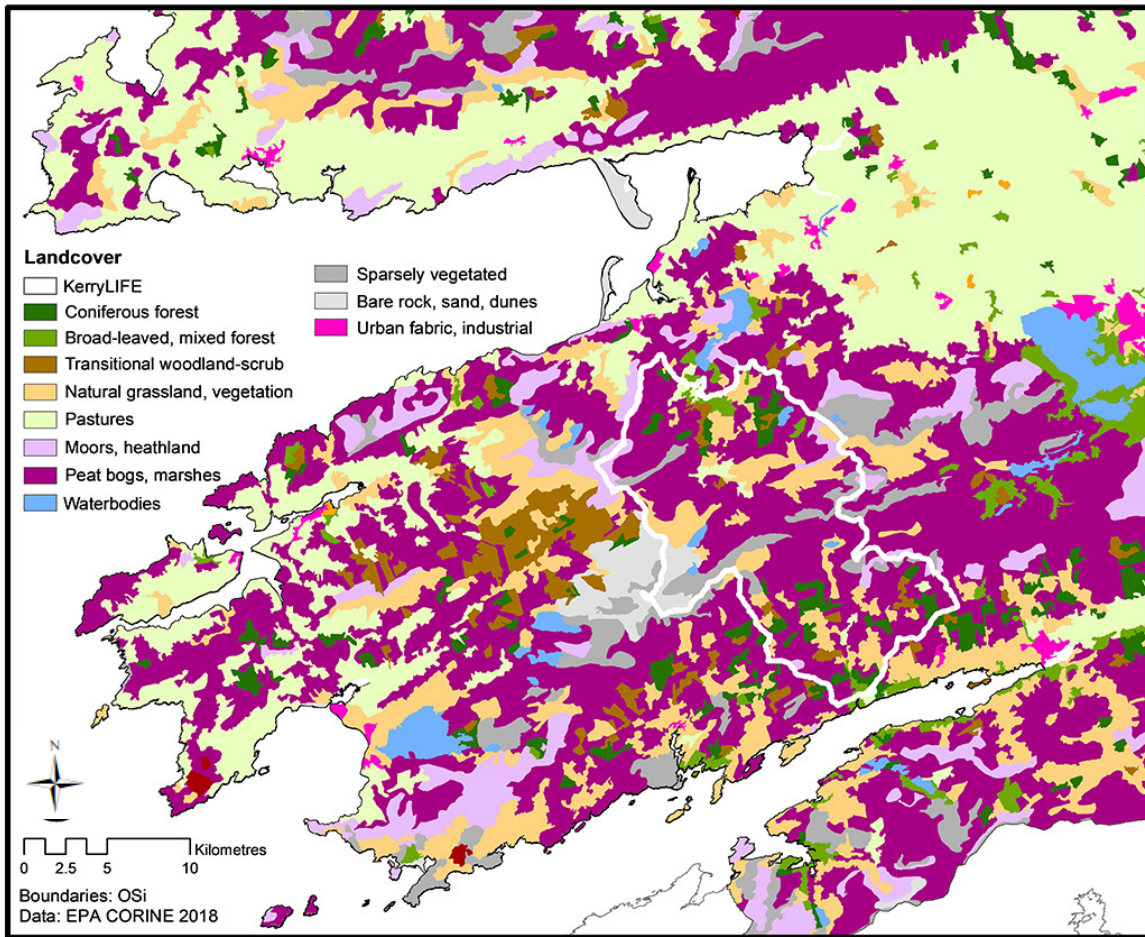 Landcover
KerryLIFE
Coniferous forest
Broad-leaved, mixed forest
Transitional woodland-scrub
Natural grassland, vegetation
Pastures
Moors, heathland
Peat bogs, marshes
Waterbodies
Sparsely vegetated
Bare rock, sand, dunes
Urban fabric, industrial
N
Kilometres
0 2.5 5 10
Boundaries: OSi
Data: EPA CORINE 2018